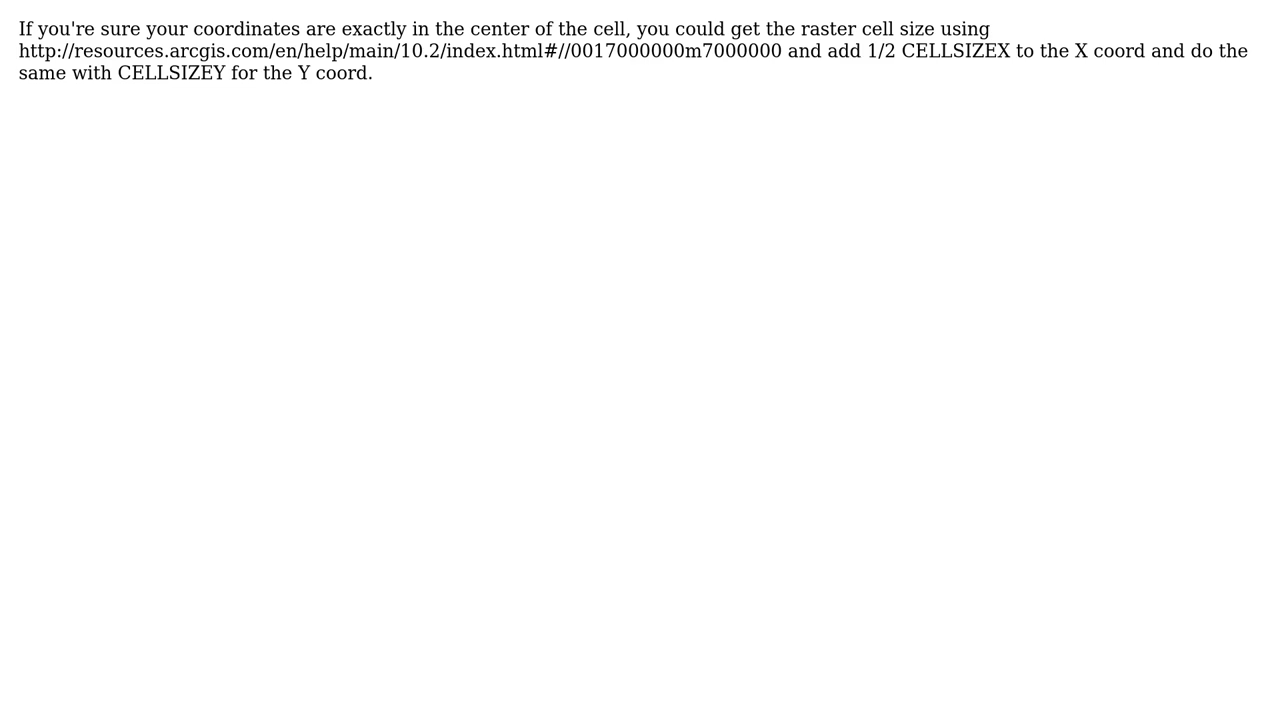 If you're sure your coordinates are exactly in the center of the cell, you could get the raster cell size using
http://resources.arcgis.com/en/help/main/10.2/index.html#//0017000000m7000000 and add 1/2 CELLSIZEX to the X coord and do the
same with CELLSIZEY for the Y coord.